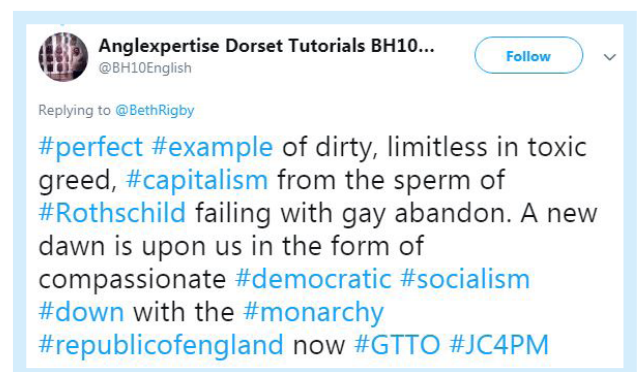 Anglexpertise Dorset Tutorials BH10...
@BH10English
Follow
Replying to @BethRigby
#perfect #example of dirty, limitless in toxic
greed, #capitalism from the sperm of
#Rothschild failing with gay abandon. A new
dawn is upon us in the form of
compassionate #democratic #socialism
#down with the #monarchy
#republicofengland now #GTTO #JC4PM